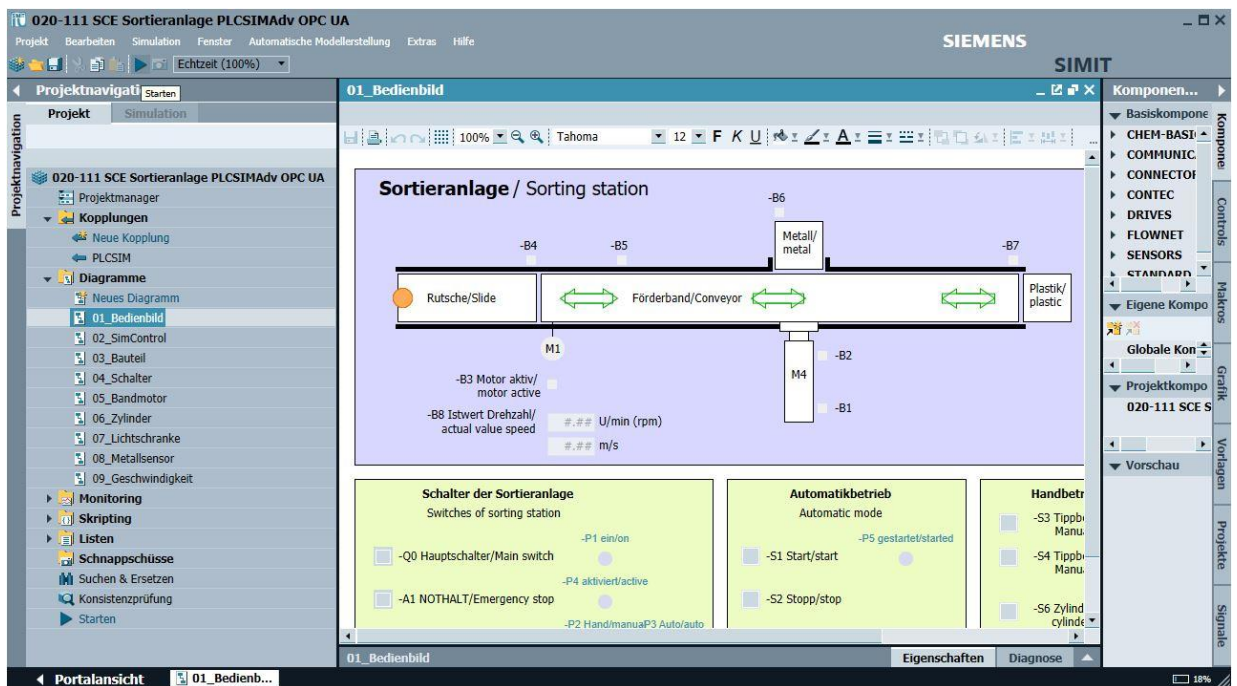 020-111 SCE Sortieranlage PLCSIMAdv OPC UA
Projekt Bearbeiten Simulation Fenster Automatische Modellerstellung Extras Hilfe
SIEMENS
SIMIT
Echtzeit (100%)
Projektnavigati
Starten
Projekt Simulation
Projektnavigation
020-111 SCE Sortieranlage PLCSIMAdv OPC UA
Projektmanager
Kopplungen
Neue Kopplung
PLCSIM
Diagramme
Neues Diagramm
01_Bedienbild
02_SimControl
03_Bauteil
04_Schalter
05_Bandmotor
06_Zylinder
07_Lichtschranke
08_Metallsensor
09_Geschwindigkeit
Monitoring
Skripting
Listen
Schnappschüsse
Suchen & Ersetzen
Konsistenzprüfung
Starten
01_Bedienbild
100% Tahoma 12 F K U A
Sortieranlage / Sorting station
-B6
Metall/
metal
-B4 -B5 -B7
Rutsche/Slide
Förderband/Conveyor
Plastik/
plastic
M1
-B2
M4
-B1
-B3 Motor aktiv/
motor active
-B8 Istwert Drehzahl/
actual value speed
#.## U/min (rpm)
#.## m/s
Schalter der Sortieranlage
Switches of sorting station
-P1 ein/on
-Q0 Hauptschalter/Main switch
-P4 aktiviert/active
-A1 NOTHALT/Emergency stop
-P2 Hand/manuaP3 Auto/auto
Automatikbetrieb
Automatic mode
-P5 gestartet/started
-S1 Start/start
-S2 Stopp/stop
Handbetr
-S3 Tippb
Manu
-S4 Tippb
Manu
-S6 Zylind
cylinde
01_Bedienbild
Eigenschaften Diagnose
Komponen...
Basiskompone
CHEM-BASI
COMMUNIC.
CONNECTOF
CONTEC
DRIVES
FLOWNET
SENSORS
STANDARD
Eigene Kompo
Globale Kon
Projektkompo
020-111 SCE S
Vorschau
Kompone
Controls
Makros
Grafik
Vorlagen
Projekte
Signale
Portalansicht
01_Bedienb...
18%